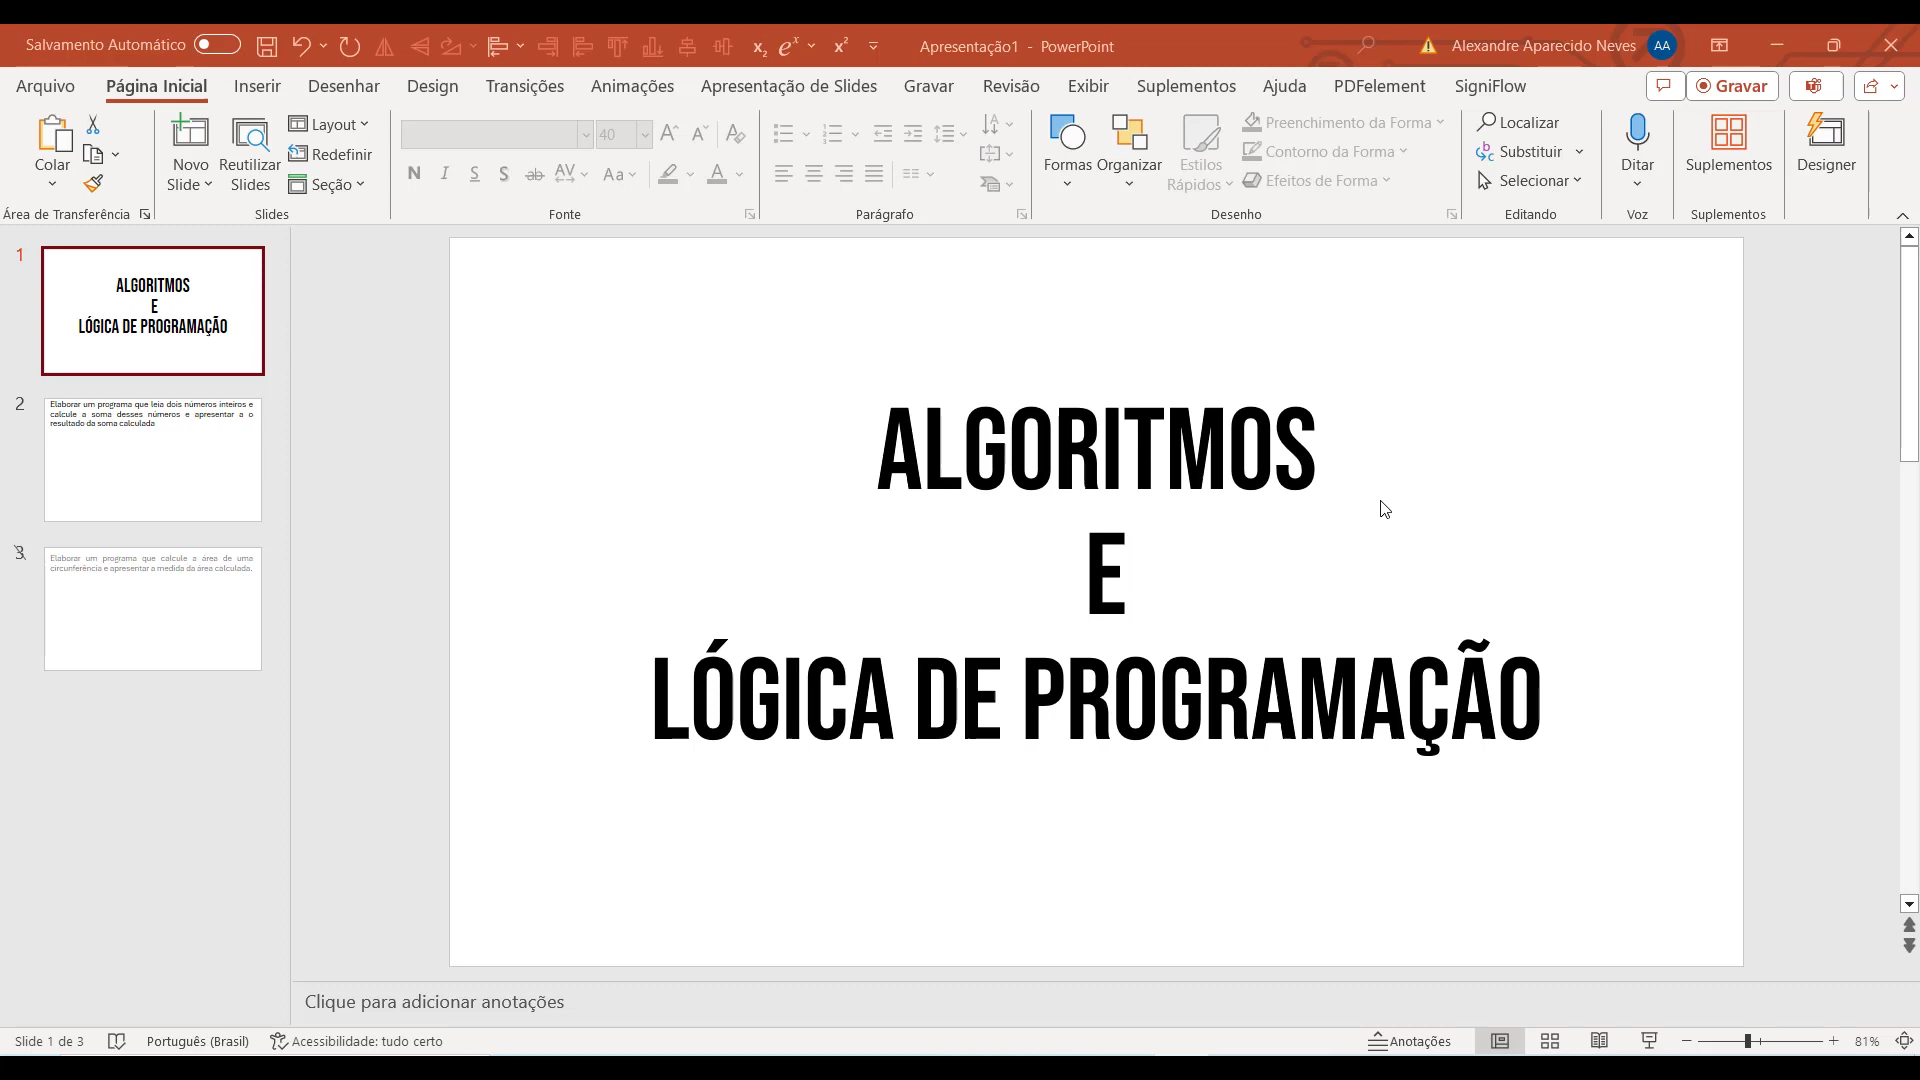 Salvamento Automático
Apresentação1 - PowerPoint
Alexandre Aparecido Neves AA
Arquivo Página Inicial Inserir Desenhar Design Transições Animações Apresentação de Slides Gravar Revisão Exibir Suplementos Ajuda PDFelement SigniFlow Gravar
Colar
Área de Transferência
Novo Slide
Reutilizar Slides
Layout
Redefinir
Seção
Slides
40
N I S S ab AV Aa A
Fonte
Parágrafo
Formas
Organizar
Estilos Rápidos
Preenchimento da Forma
Contorno da Forma
Efeitos de Forma
Desenho
Localizar
Substituir
Selecionar
Editando
Ditar
Voz
Suplementos
Suplementos
Designer
1
ALGORITMOS
E
LÓGICA DE PROGRAMAÇÃO
2
Elaborar um programa que leia dois números inteiros e
calcule a soma desses números e apresentar a o
resultado da soma calculada
3
Elaborar um programa que calcule a área de uma
circunferência e apresentar a medida da área calculada.
ALGORITMOS
E
LÓGICA DE PROGRAMAÇÃO
Clique para adicionar anotações
Slide 1 de 3 Português (Brasil) Acessibilidade: tudo certo Anotações 81%